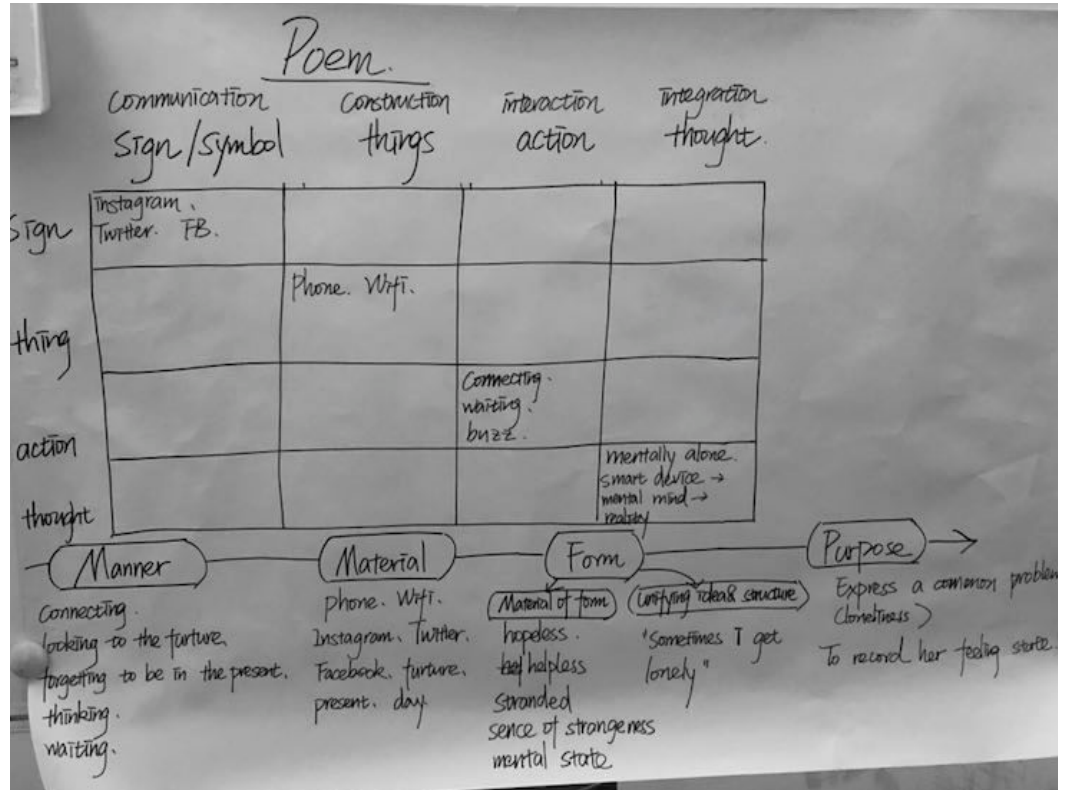 Poem.
communication construction interaction integration
sign/symbol things action thought.
sign
instagram.
Twitter. FB.
thing
phone. Wifi.
action
Connecting.
waiting.
buzz.
thought
mentally alone.
smart device →
mental mind →
reality
Manner
Connecting.
looking to the furture,
forgetting to be in the present.
thinking.
waiting.
Material
phone. Wifi.
Instagram. Twitter.
Facebook. furture.
present. day.
Form
Material of form
hopeless.
helpless
stranded
sence of strangeness
mental state
unifying idea & structure
"Sometimes I get
lonely"
Purpose
Express a common problem
(loneliness)
To record her feeling state.